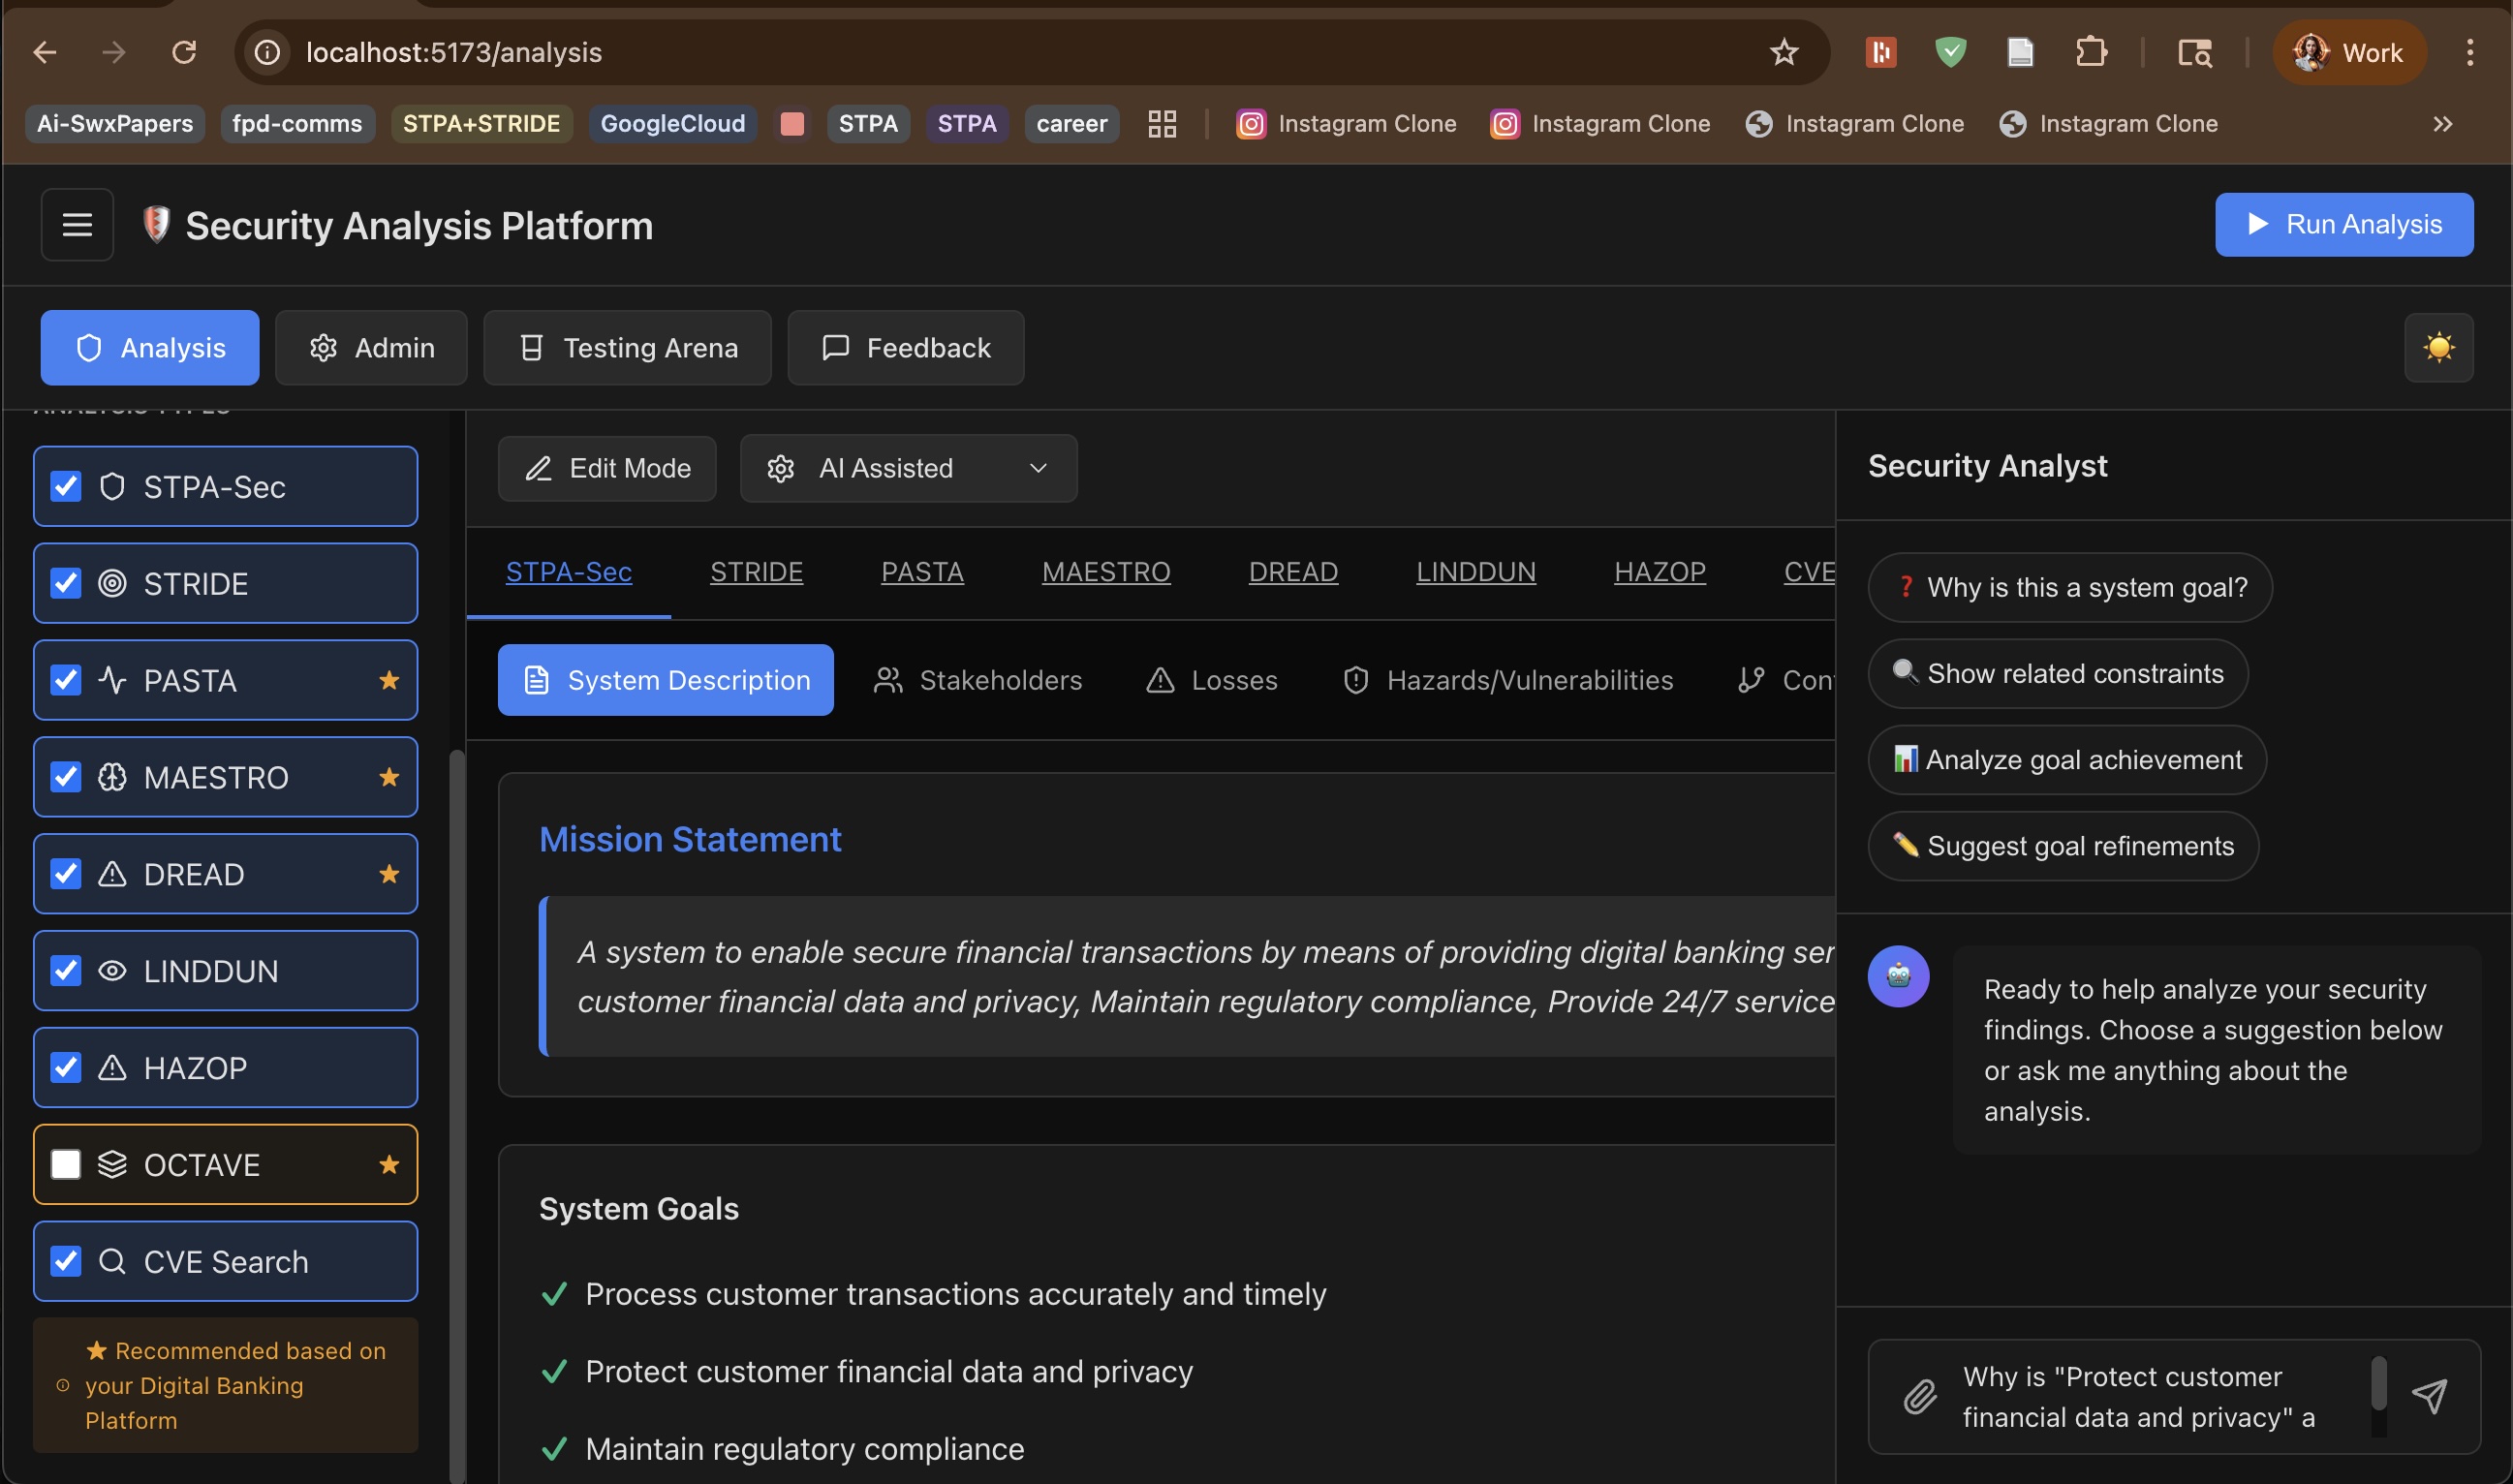 localhost:5173/analysis
Work
Ai-SwxPapers
fpd-comms
STPA+STRIDE
GoogleCloud
STPA
STPA
career
Instagram Clone
Instagram Clone
Instagram Clone
Instagram Clone
Security Analysis Platform
Run Analysis
Analysis
Admin
Testing Arena
Feedback
ANALYSIS TYPES
STPA-Sec
STRIDE
PASTA
MAESTRO
DREAD
LINDDUN
HAZOP
OCTAVE
CVE Search
★ Recommended based on
your Digital Banking
Platform
Edit Mode
AI Assisted
STPA-Sec
STRIDE
PASTA
MAESTRO
DREAD
LINDDUN
HAZOP
CVE
System Description
Stakeholders
Losses
Hazards/Vulnerabilities
Con
Mission Statement
A system to enable secure financial transactions by means of providing digital banking ser
customer financial data and privacy, Maintain regulatory compliance, Provide 24/7 service
System Goals
Process customer transactions accurately and timely
Protect customer financial data and privacy
Maintain regulatory compliance
Security Analyst
❓ Why is this a system goal?
🔍 Show related constraints
📊 Analyze goal achievement
✏️ Suggest goal refinements
Ready to help analyze your security
findings. Choose a suggestion below
or ask me anything about the
analysis.
Why is "Protect customer
financial data and privacy" a